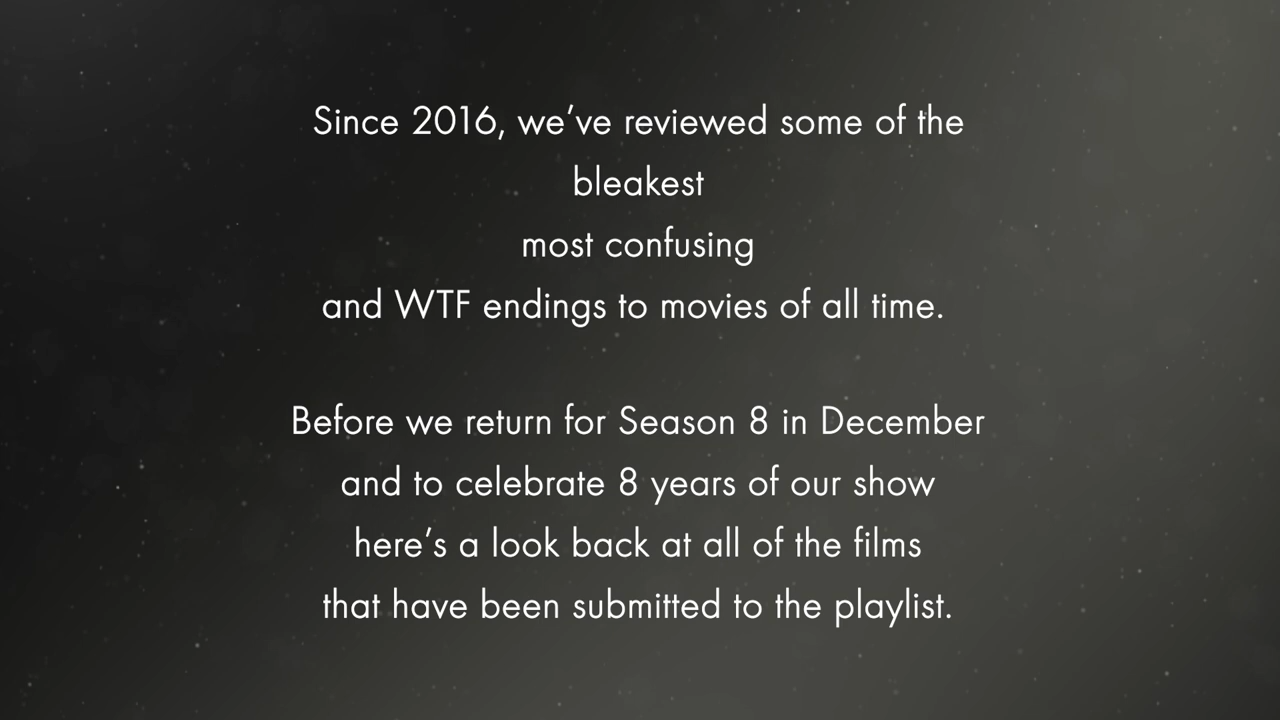 Since 2016, we've reviewed some of the
bleakest
most confusing
and WTF endings to movies of all time.
Before we return for Season 8 in December
and to celebrate 8 years of our show
here's a look back at all of the films
that have been submitted to the playlist.